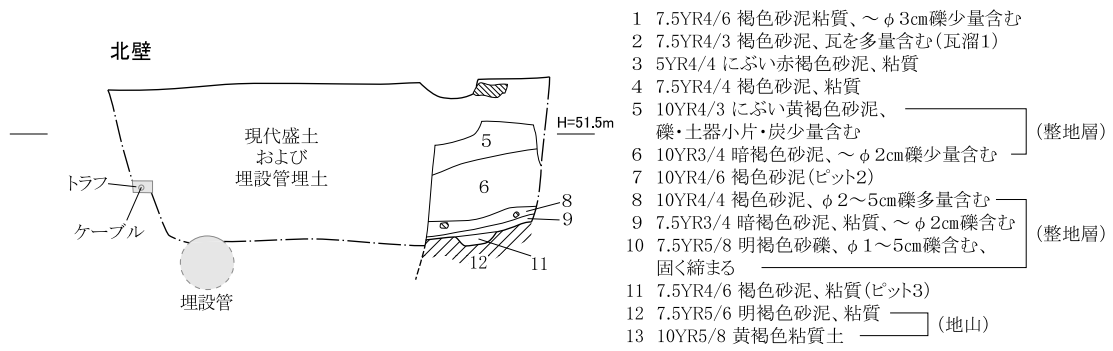 北壁
現代盛土
および
埋設管埋土
トラフ
ケーブル
埋設管
H=51.5m
5
6
8
9
12
11
1 7.5YR4/6 褐色砂泥粘質、～φ3㎝礫少量含む
2 7.5YR4/3 褐色砂泥、瓦を多量含む(瓦溜1)
3 5YR4/4 にぶい赤褐色砂泥、粘質
4 7.5YR4/4 褐色砂泥、粘質
5 10YR4/3 にぶい黄褐色砂泥、
礫・土器小片・炭少量含む
(整地層)
6 10YR3/4 暗褐色砂泥、～φ2㎝礫少量含む
7 10YR4/6 褐色砂泥(ピット2)
8 10YR4/4 褐色砂泥、φ2～5㎝礫多量含む
9 7.5YR3/4 暗褐色砂泥、粘質、～φ2㎝礫含む
(整地層)
10 7.5YR5/8 明褐色砂礫、φ1～5㎝礫含む、
固く締まる
11 7.5YR4/6 褐色砂泥、粘質(ピット3)
12 7.5YR5/6 明褐色砂泥、粘質
(地山)
13 10YR5/8 黄褐色粘質土